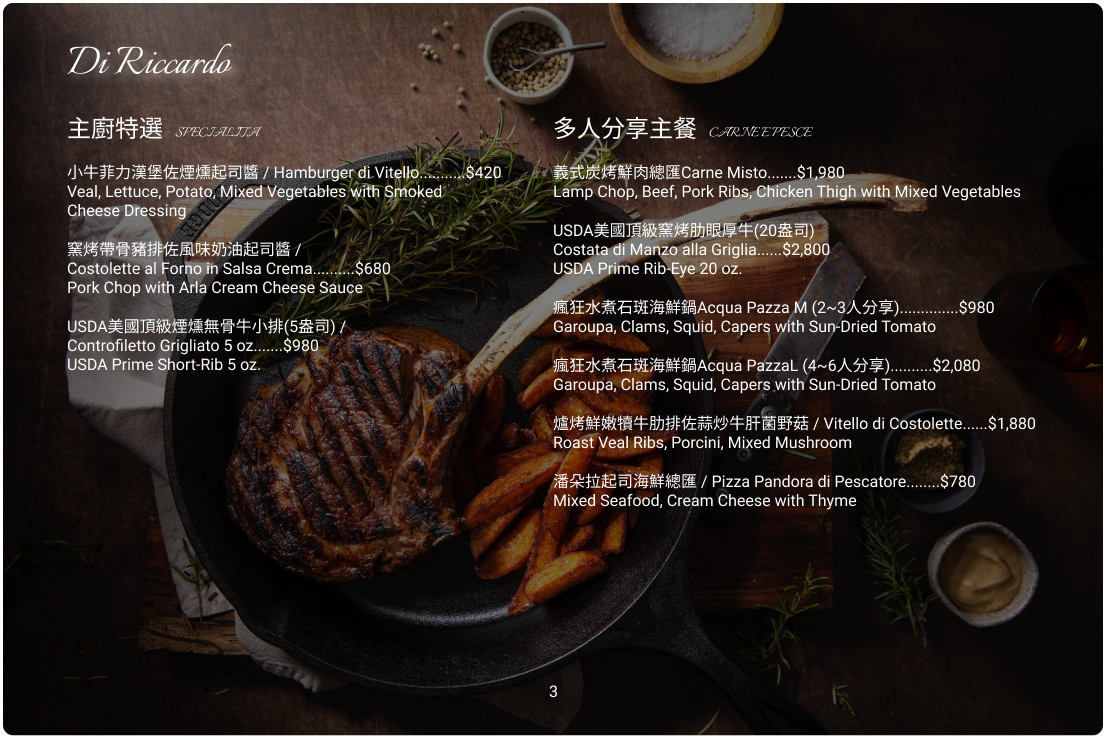 Di Riccardo
主廚特選 SPECIALITA
小牛菲力漢堡佐煙燻起司醬 / Hamburger di Vitello...........$420
Veal, Lettuce, Potato, Mixed Vegetables with Smoked
Cheese Dressing
窯烤帶骨豬排佐風味奶油起司醬 /
Costolette al Forno in Salsa Crema..........$680
Pork Chop with Arla Cream Cheese Sauce
USDA美國頂級煙燻無骨牛小排(5盎司) /
Controfiletto Grigliato 5 oz.......$980
USDA Prime Short-Rib 5 oz.
多人分享主餐 CARNE E PESCE
義式炭烤鮮肉總匯Carne Misto.......$1,980
Lamp Chop, Beef, Pork Ribs, Chicken Thigh with Mixed Vegetables
USDA美國頂級窯烤肋眼厚牛(20盎司)
Costata di Manzo alla Griglia......$2,800
USDA Prime Rib-Eye 20 oz.
瘋狂水煮石斑海鮮鍋Acqua Pazza M (2~3人分享)..............$980
Garoupa, Clams, Squid, Capers with Sun-Dried Tomato
瘋狂水煮石斑海鮮鍋Acqua PazzaL (4~6人分享)..........$2,080
Garoupa, Clams, Squid, Capers with Sun-Dried Tomato
爐烤鮮嫩犢牛肋排佐蒜炒牛肝菌野菇 / Vitello di Costolette......$1,880
Roast Veal Ribs, Porcini, Mixed Mushroom
潘朵拉起司海鮮總匯 / Pizza Pandora di Pescatore........$780
Mixed Seafood, Cream Cheese with Thyme
3